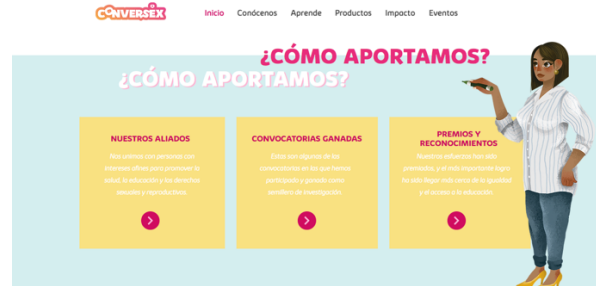 CONVERSEX
Inicio Conócenos Aprende Productos Impacto Eventos
¿CÓMO APORTAMOS?
¿CÓMO APORTAMOS?
NUESTROS ALIADOS
Nos unimos con personas con
intereses afines para promover la
salud, la educación y los derechos
sexuales y reproductivos.
CONVOCATORIAS GANADAS
Estas son algunas de las
convocatorias en las que hemos
participado y ganado como
semillero de investigación.
PREMIOS Y
RECONOCIMIENTOS
Nuestros esfuerzos han sido
premiados, y el más importante logro
ha sido llegar más cerca de la igualdad
y el acceso a la educación.